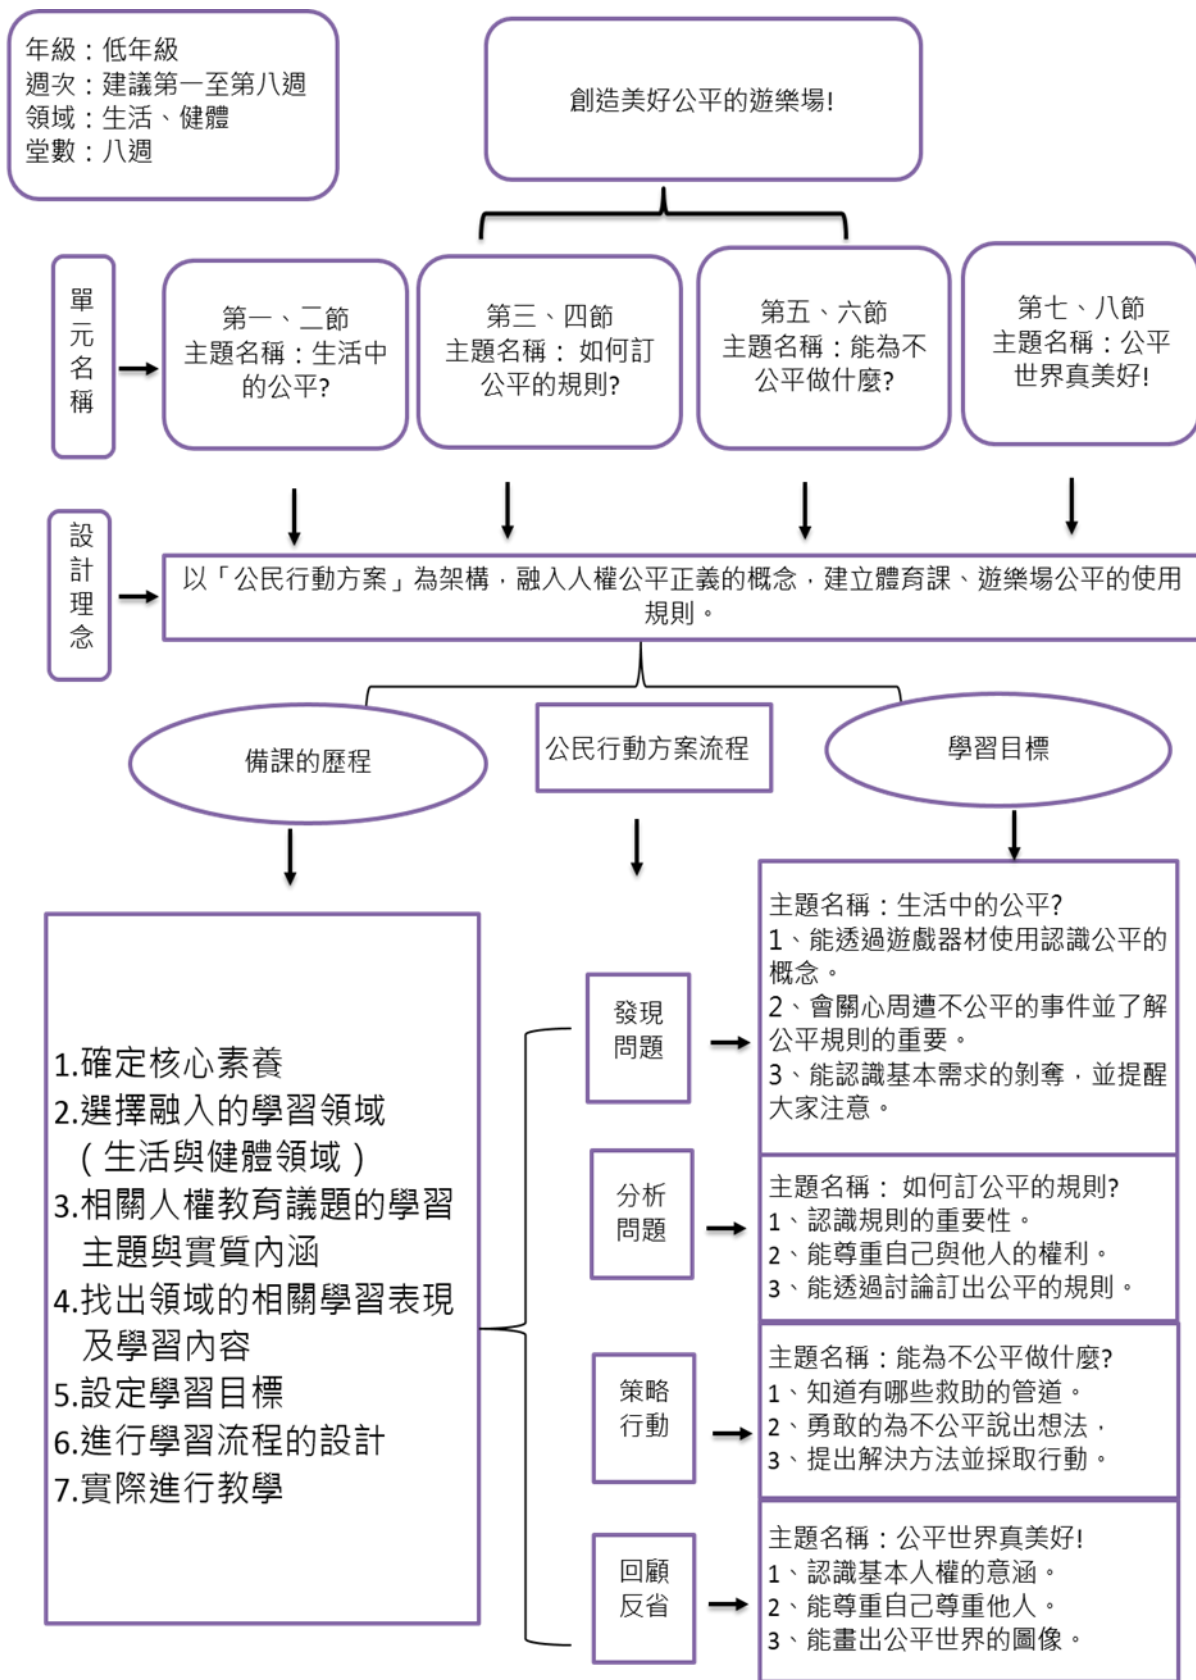 年級：低年級
週次：建議第一至第八週
領域：生活、健體
堂數：八週
創造美好公平的遊樂場!
單元名稱
第一、二節
主題名稱：生活中
的公平?
第三、四節
主題名稱： 如何訂
公平的規則?
第五、六節
主題名稱：能為不
公平做什麼?
第七、八節
主題名稱：公平
世界真美好!
設計理念
以「公民行動方案」為架構，融入人權公平正義的概念，建立體育課、遊樂場公平的使用
規則。
備課的歷程
公民行動方案流程
學習目標
1.確定核心素養
2.選擇融入的學習領域
（生活與健體領域）
3.相關人權教育議題的學習
主題與實質內涵
4.找出領域的相關學習表現
及學習內容
5.設定學習目標
6.進行學習流程的設計
7.實際進行教學
發現
問題
主題名稱：生活中的公平?
1、能透過遊戲器材使用認識公平的
概念。
2、會關心周遭不公平的事件並了解
公平規則的重要。
3、能認識基本需求的剝奪，並提醒
大家注意。
分析
問題
主題名稱： 如何訂公平的規則?
1、認識規則的重要性。
2、能尊重自己與他人的權利。
3、能透過討論訂出公平的規則。
策略
行動
主題名稱：能為不公平做什麼?
1、知道有哪些救助的管道。
2、勇敢的為不公平說出想法，
3、提出解決方法並採取行動。
回顧
反省
主題名稱：公平世界真美好!
1、認識基本人權的意涵。
2、能尊重自己尊重他人。
3、能畫出公平世界的圖像。